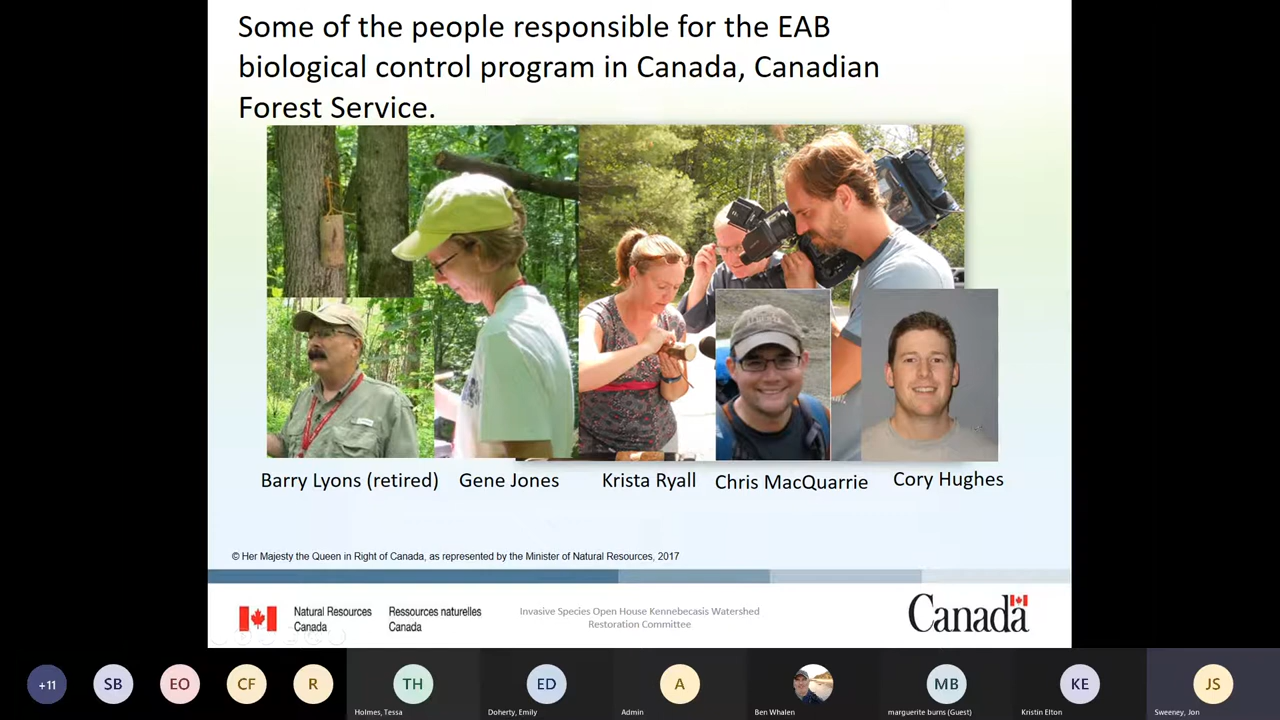 Some of the people responsible for the EAB
biological control program in Canada, Canadian
Forest Service.
Barry Lyons (retired) Gene Jones Krista Ryall Chris MacQuarrie Cory Hughes
© Her Majesty the Queen in Right of Canada, as represented by the Minister of Natural Resources, 2017
Natural Resources Ressources naturelles
Canada Canada
Invasive Species Open House Kennebecasis Watershed
Restoration Committee
Canada
+11 SB EO CF R TH ED A MB KE JS
Holmes, Tessa Doherty, Emily Admin Ben Whalen marguerite burns (Guest) Kristin Elton Sweeney, Jon